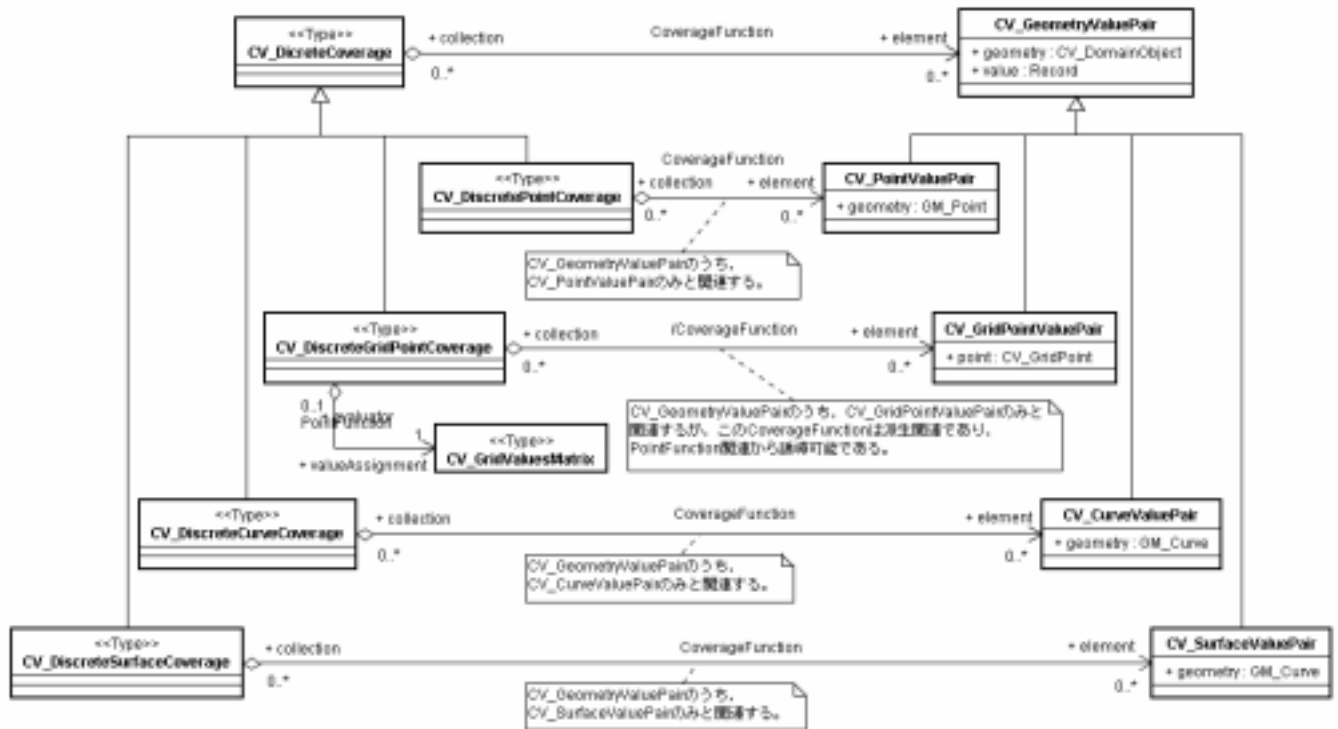 <<Type>>
CV_DicreteCoverage
+ collection
0..*
CoverageFunction
+ element
0..*
CV_GeometryValuePair
+ geometry : CV_DomainObject
+ value : Record
<<Type>>
CV_DiscretePointCoverage
+ collection
0..*
CoverageFunction
+ element
0..*
CV_PointValuePair
+ geometry : GM_Point
CV_GeometryValuePairのうち,
CV_PointValuePairのみと関連する。
<<Type>>
CV_DiscreteGridPointCoverage
+ collection
0..*
/CoverageFunction
+ element
0..*
CV_GridPointValuePair
+ point : CV_GridPoint
CV_GeometryValuePairのうち, CV_GridPointValuePairのみと
関連するが、このCoverageFunctionは派生関連であり,
PointFunction関連から誘導可能である。
0..1
+ evaluator
PointFunction
1
+ valueAssignment
<<Type>>
CV_GridValuesMatrix
<<Type>>
CV_DiscreteCurveCoverage
+ collection
0..*
CoverageFunction
+ element
0..*
CV_CurveValuePair
+ geometry : GM_Curve
CV_GeometryValuePairのうち,
CV_CurveValuePairのみと関連する。
<<Type>>
CV_DiscreteSurfaceCoverage
+ collection
0..*
CoverageFunction
+ element
0..*
CV_SurfaceValuePair
+ geometry : GM_Curve
CV_GeometryValuePairのうち,
CV_SurfaceValuePairのみと関連する。